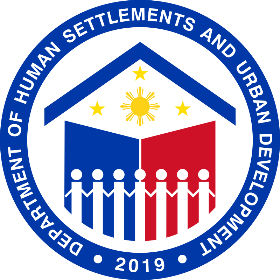 DEPARTMENT OF HUMAN SETTLEMENTS AND URBAN DEVELOPMENT
• 2019 •